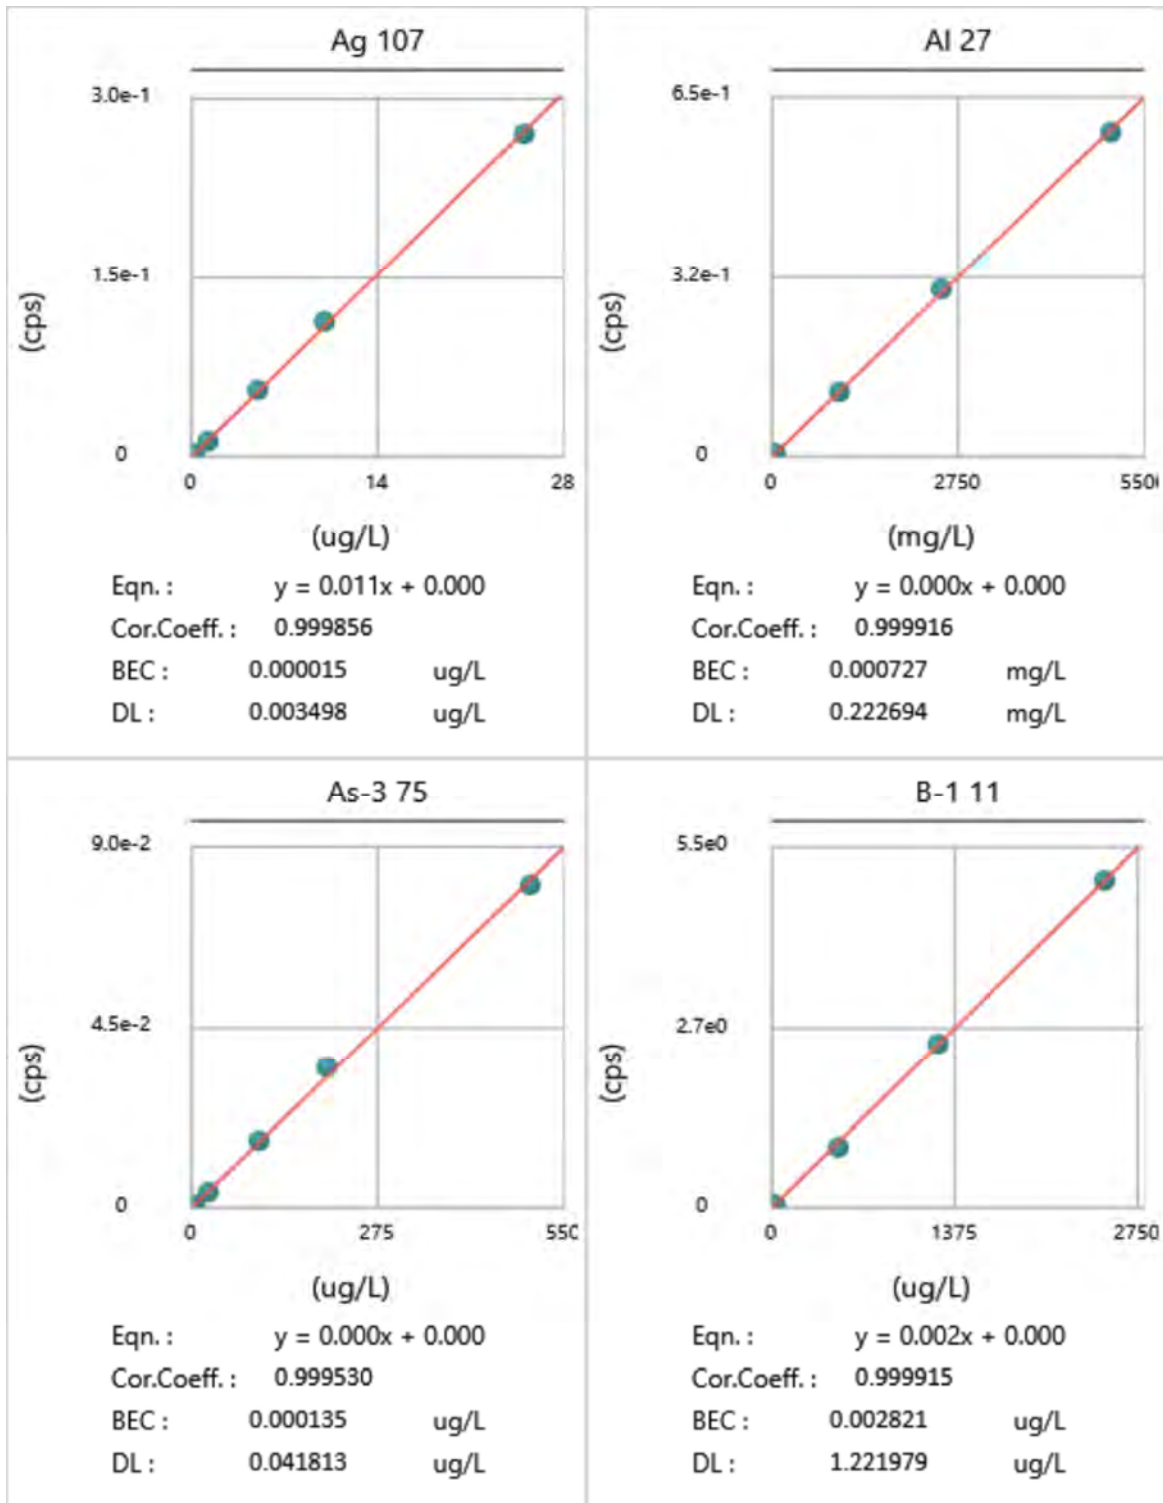 Ag 107
3.0e-1
1.5e-1
0
(cps)
0 14 28
(ug/L)
Eqn. : y = 0.011x + 0.000
Cor.Coeff. : 0.999856
BEC : 0.000015 ug/L
DL : 0.003498 ug/L
Al 27
6.5e-1
3.2e-1
0
(cps)
0 2750 550
(mg/L)
Eqn. : y = 0.000x + 0.000
Cor.Coeff. : 0.999916
BEC : 0.000727 mg/L
DL : 0.222694 mg/L
As-3 75
9.0e-2
4.5e-2
0
(cps)
0 275 550
(ug/L)
Eqn. : y = 0.000x + 0.000
Cor.Coeff. : 0.999530
BEC : 0.000135 ug/L
DL : 0.041813 ug/L
B-1 11
5.5e0
2.7e0
0
(cps)
0 1375 2750
(ug/L)
Eqn. : y = 0.002x + 0.000
Cor.Coeff. : 0.999915
BEC : 0.002821 ug/L
DL : 1.221979 ug/L